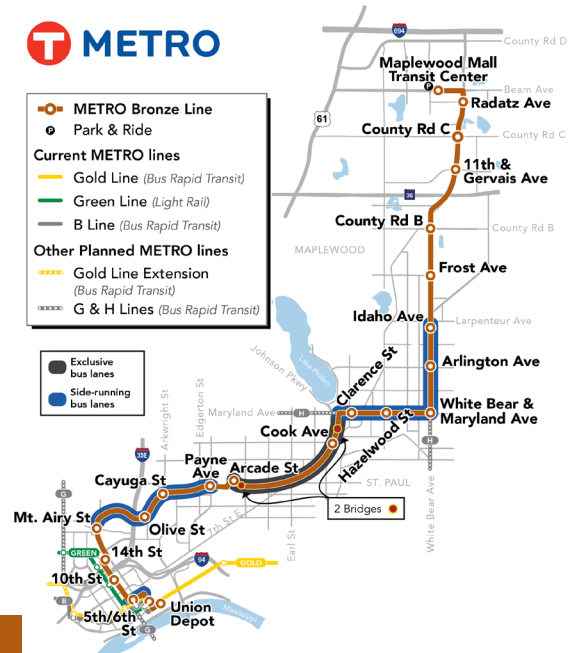 T METRO
METRO Bronze Line
P Park & Ride
Current METRO lines
Gold Line (Bus Rapid Transit)
Green Line (Light Rail)
B Line (Bus Rapid Transit)
Other Planned METRO lines
Gold Line Extension
(Bus Rapid Transit)
G & H Lines (Bus Rapid Transit)
Exclusive
bus lanes
Side-running
bus lanes
694
County Rd D
Maplewood Mall
Transit Center
P
Beam Ave
Radatz Ave
61
County Rd C
County Rd C
11th &
Gervais Ave
36
County Rd B
County Rd B
MAPLEWOOD
Frost Ave
Idaho Ave
Larpenteur Ave
Lake Phalen
Johnson Pkwy
Clarence St
Arlington Ave
Maryland Ave
H
White Bear &
Maryland Ave
Cook Ave
Hazelwood St
H
Arkwright St
Edgerton St
35E
Payne
Ave
Arcade St
ST. PAUL
Cayuga St
G
2 Bridges
White Bear Ave
Mt. Airy St
Olive St
7th St E
Earl St
GREEN
14th St
94
GOLD
10th St
B
5th/6th
St
Union
Depot
Mississippi
G